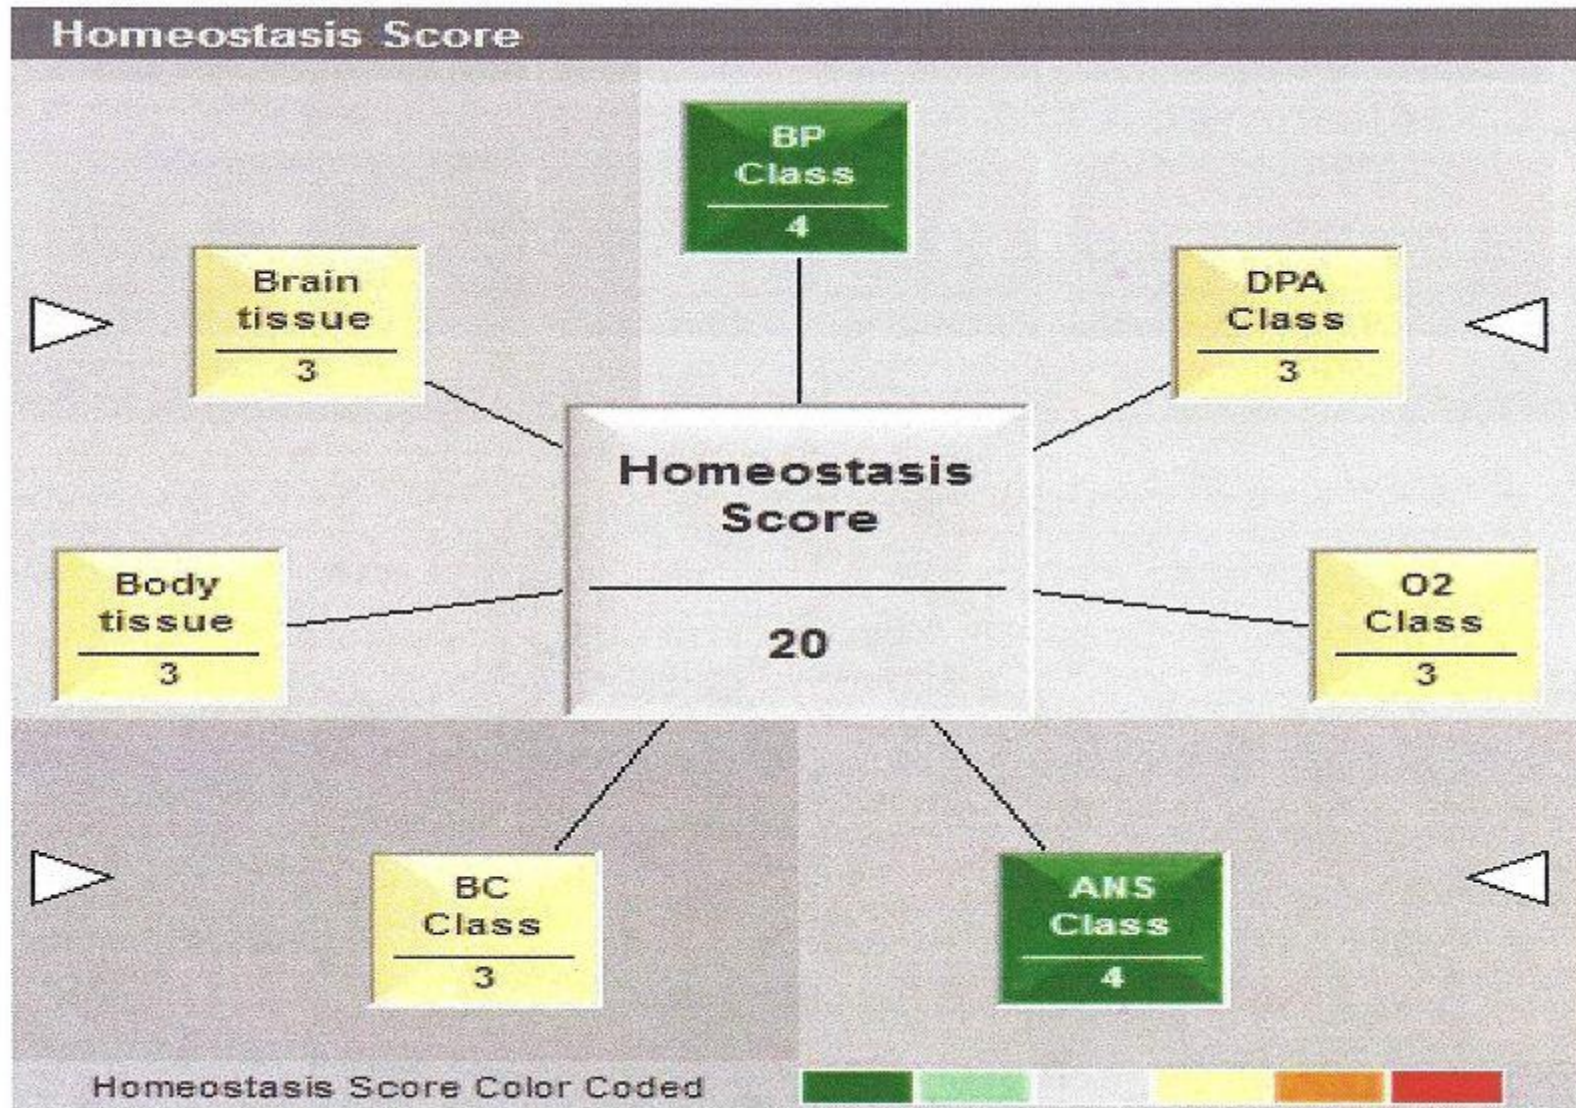 Homeostasis Score
BP
Class
4
Brain
tissue
3
DPA
Class
3
Homeostasis
Score
20
Body
tissue
3
O2
Class
3
BC
Class
3
ANS
Class
4
Homeostasis Score Color Coded